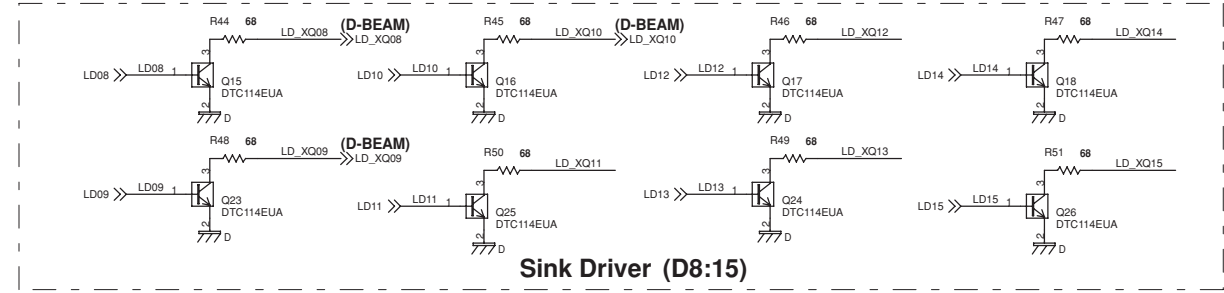 R44 68 (D-BEAM) R45 68 (D-BEAM) R46 68 R47 68
LD_XQ08 LD_XQ08 LD_XQ10 LD_XQ10 LD_XQ12 LD_XQ14
3 3 3 3
LD08 LD08 1 LD10 LD10 1 LD12 LD12 1 LD14 LD14 1
Q15 Q16 Q17 Q18
DTC114EUA DTC114EUA DTC114EUA DTC114EUA
2 2 2 2
D D D D
R48 68 (D-BEAM) R50 68 R49 68 R51 68
LD_XQ09 LD_XQ09 LD_XQ11 LD_XQ13 LD_XQ15
3 3 3 3
LD09 LD09 1 LD11 LD11 1 LD13 LD13 1 LD15 LD15 1
Q23 Q25 Q24 Q26
DTC114EUA DTC114EUA DTC114EUA DTC114EUA
2 2 2 2
D D D D
Sink Driver (D8:15)